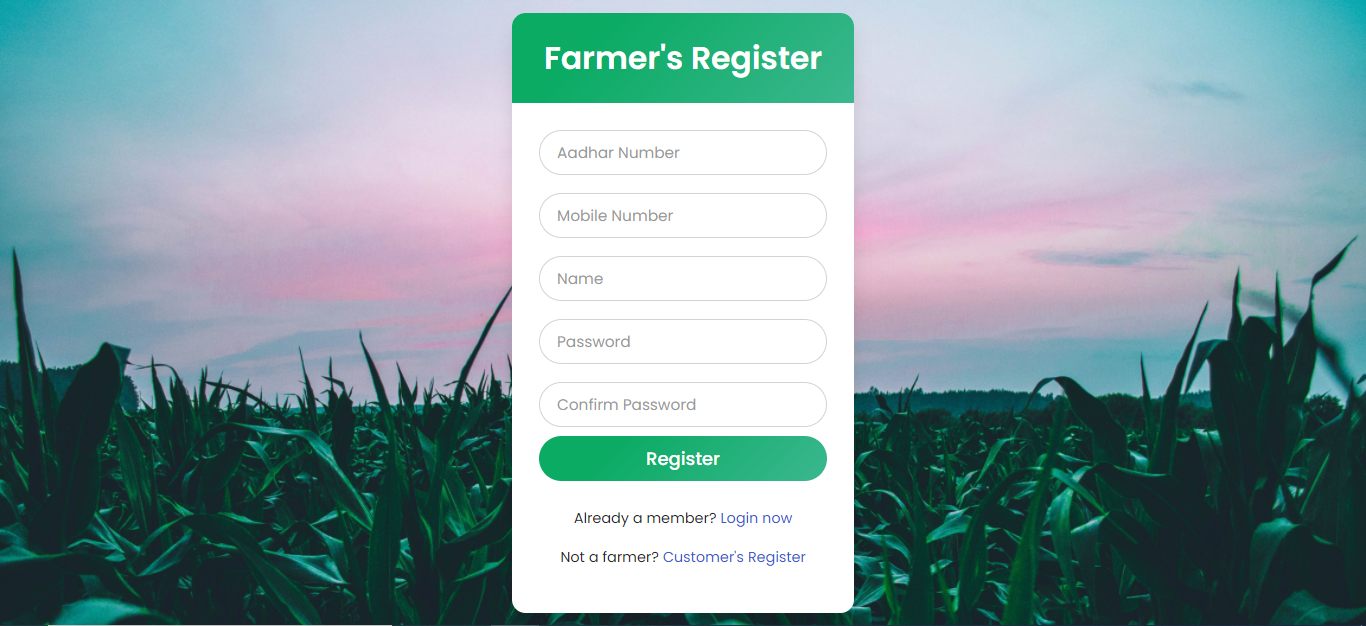 Farmer's Register
Aadhar Number
Mobile Number
Name
Password
Confirm Password
Register
Already a member? Login now
Not a farmer? Customer's Register